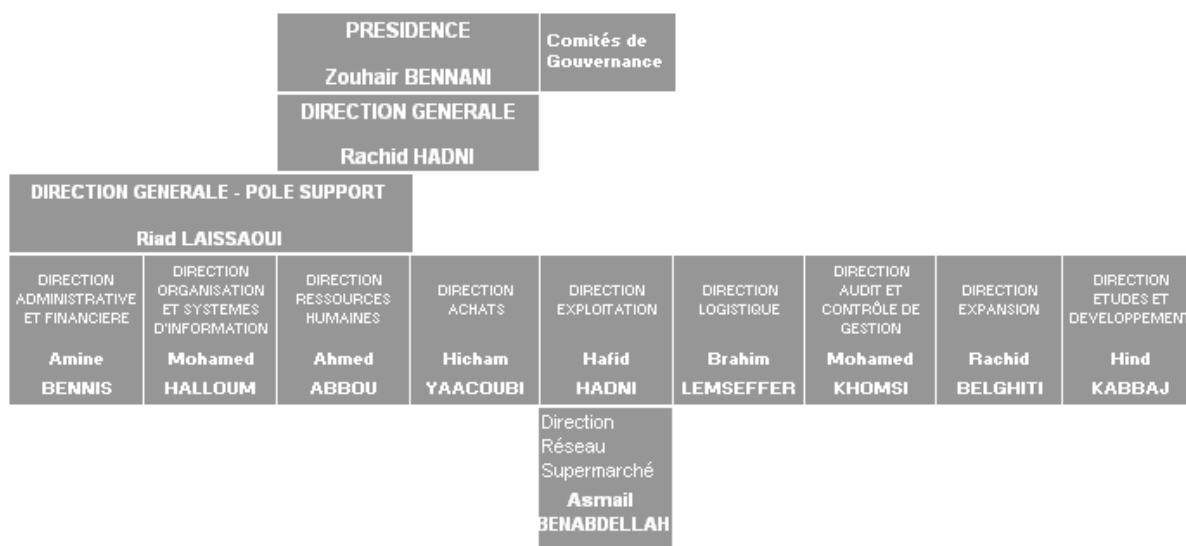 PRESIDENCE
Zouhair BENNANI
Comités de
Gouvernance
DIRECTION GENERALE
Rachid HADNI
DIRECTION GENERALE - POLE SUPPORT
Riad LAISSAOUI
DIRECTION
ADMINISTRATIVE
ET FINANCIERE
Amine
BENNIS
DIRECTION
ORGANISATION
ET SYSTEMES
D'INFORMATION
Mohamed
HALLOUM
DIRECTION
RESSOURCES
HUMAINES
Ahmed
ABBOU
DIRECTION
ACHATS
Hicham
YAACOUBI
DIRECTION
EXPLOITATION
Hafid
HADNI
DIRECTION
LOGISTIQUE
Brahim
LEMSEFFER
DIRECTION
AUDIT ET
CONTRÔLE DE
GESTION
Mohamed
KHOMSI
DIRECTION
EXPANSION
Rachid
BELGHITI
DIRECTION
ETUDES ET
DEVELOPPEMENT
Hind
KABBAJ
Direction
Réseau
Supermarché
Asmail
BENABDELLAH